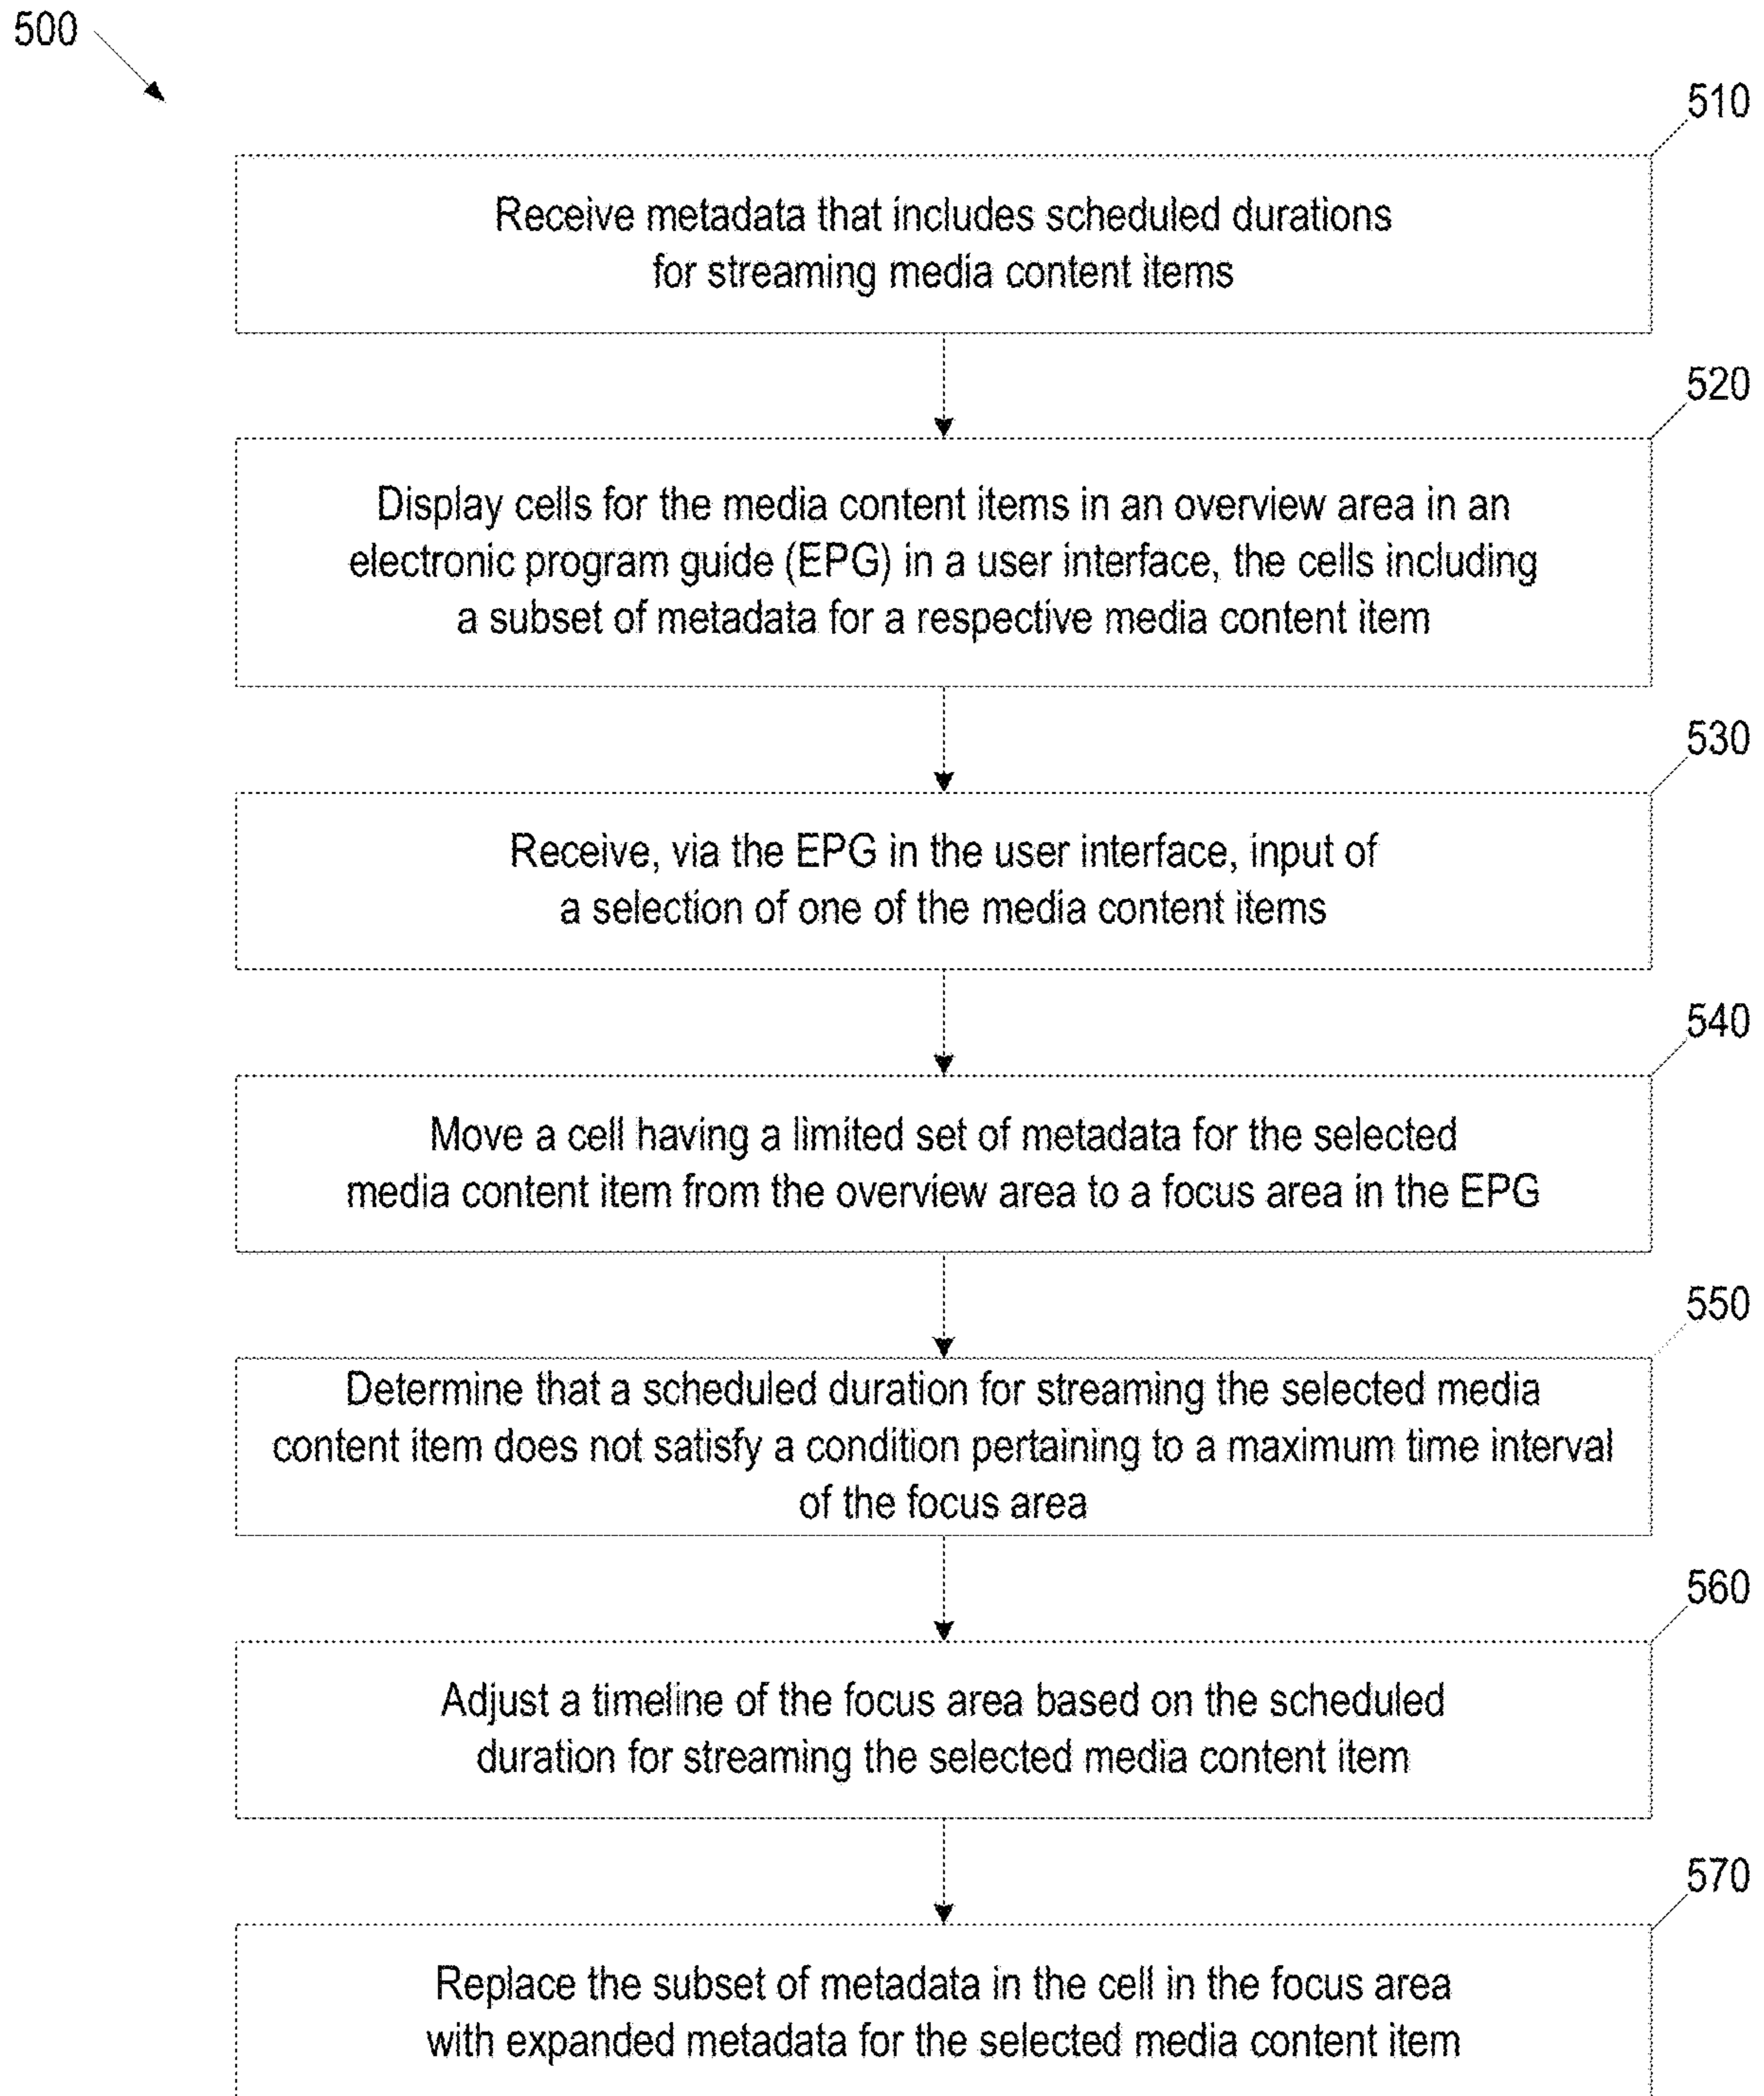 500
510
Receive metadata that includes scheduled durations
for streaming media content items
520
Display cells for the media content items in an overview area in an
electronic program guide (EPG) in a user interface, the cells including
a subset of metadata for a respective media content item
530
Receive, via the EPG in the user interface, input of
a selection of one of the media content items
540
Move a cell having a limited set of metadata for the selected
media content item from the overview area to a focus area in the EPG
550
Determine that a scheduled duration for streaming the selected media
content item does not satisfy a condition pertaining to a maximum time interval
of the focus area
560
Adjust a timeline of the focus area based on the scheduled
duration for streaming the selected media content item
570
Replace the subset of metadata in the cell in the focus area
with expanded metadata for the selected media content item